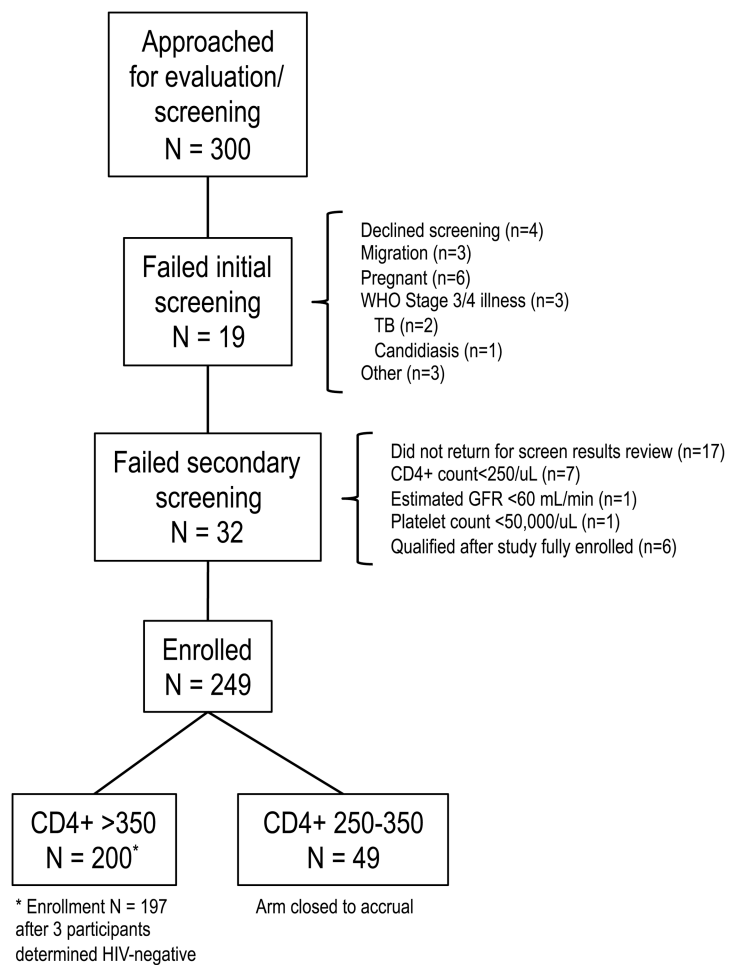 Approached
for evaluation/
screening
N = 300
Failed initial
screening
N = 19
Declined screening (n=4)
Migration (n=3)
Pregnant (n=6)
WHO Stage 3/4 illness (n=3)
TB (n=2)
Candidiasis (n=1)
Other (n=3)
Failed secondary
screening
N = 32
Did not return for screen results review (n=17)
CD4+ count<250/uL (n=7)
Estimated GFR <60 mL/min (n=1)
Platelet count <50,000/uL (n=1)
Qualified after study fully enrolled (n=6)
Enrolled
N = 249
CD4+ >350
N = 200*
* Enrollment N = 197
after 3 participants
determined HIV-negative
CD4+ 250-350
N = 49
Arm closed to accrual